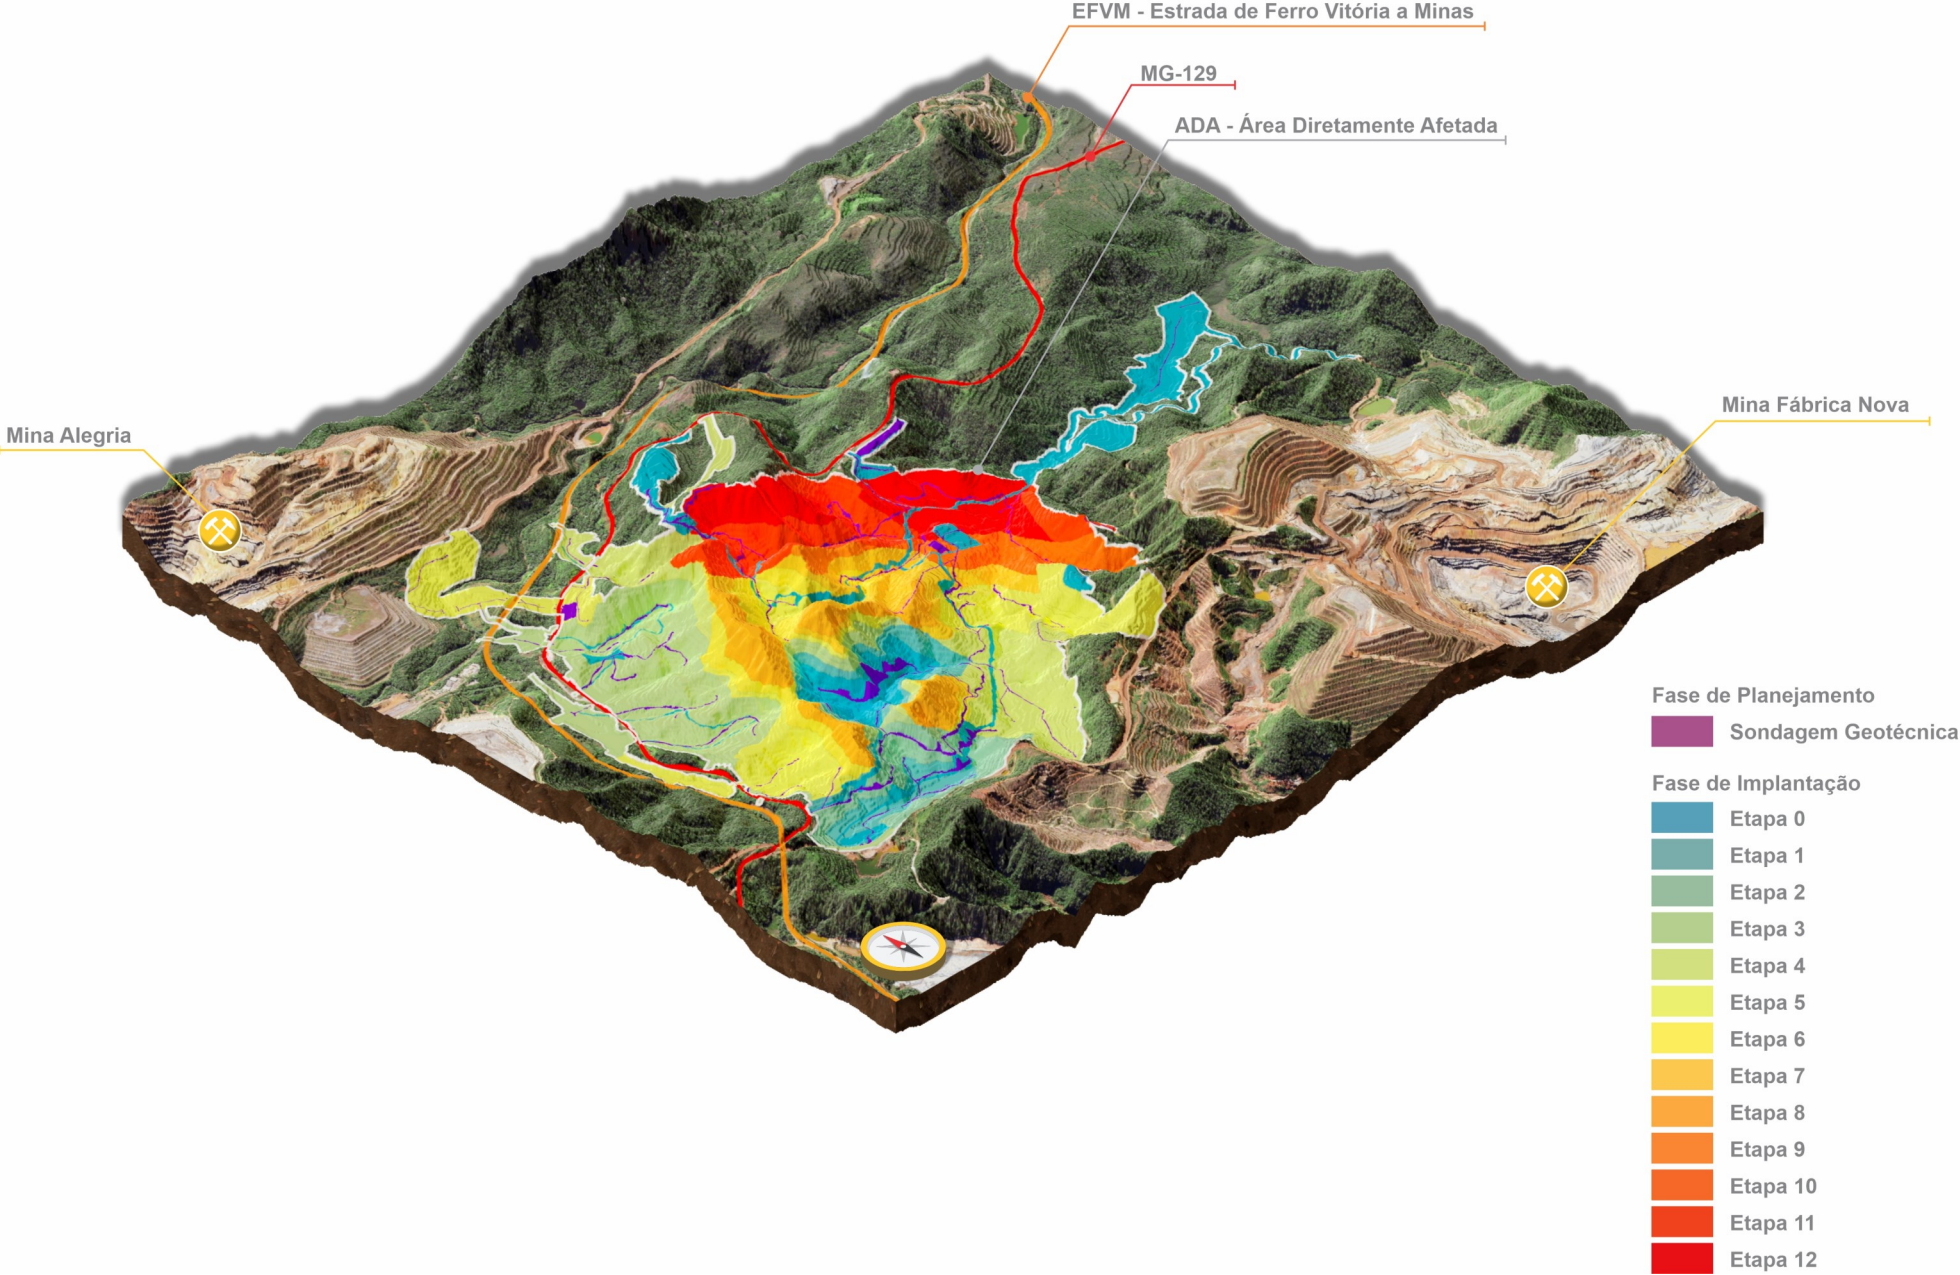 EFVM - Estrada de Ferro Vitória a Minas
MG-129
ADA - Área Diretamente Afetada
Mina Alegria
Mina Fábrica Nova
Fase de Planejamento
Sondagem Geotécnica
Fase de Implantação
Etapa 0
Etapa 1
Etapa 2
Etapa 3
Etapa 4
Etapa 5
Etapa 6
Etapa 7
Etapa 8
Etapa 9
Etapa 10
Etapa 11
Etapa 12